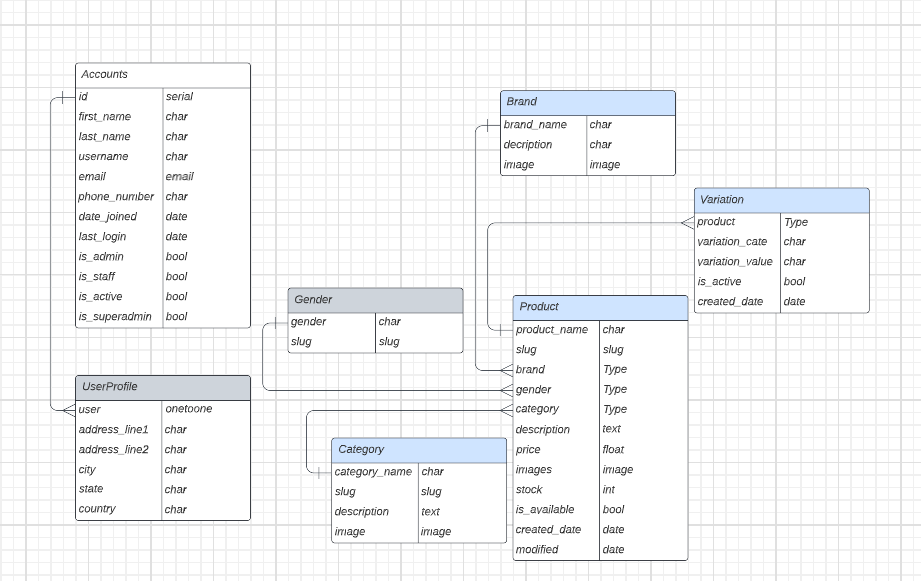 Accounts
id serial
first_name char
last_name char
username char
email email
phone_number char
date_joined date
last_login date
is_admin bool
is_staff bool
is_active bool
is_superadmin bool
UserProfile
user onetoone
address_line1 char
address_line2 char
city char
state char
country char
Gender
gender char
slug slug
Category
category_name char
slug slug
description text
image image
Brand
brand_name char
decription char
image image
Product
product_name char
slug slug
brand Type
gender Type
category Type
description text
price float
images image
stock int
is_available bool
created_date date
modified date
Variation
product Type
variation_cate char
variation_value char
is_active bool
created_date date